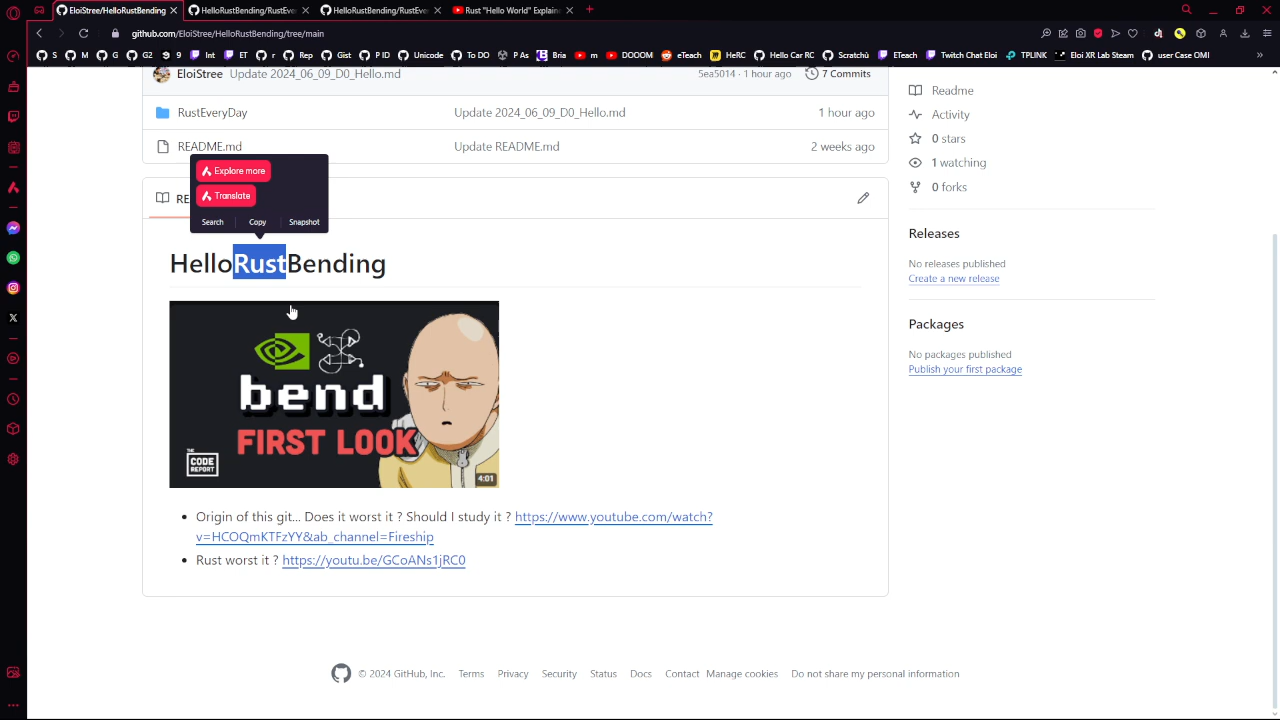 EloiStree/HelloRustBending
HelloRustBending/RustEver
HelloRustBending/RustEver
Rust "Hello World" Explain
github.com/EloiStree/HelloRustBending/tree/main
S
M
G
G
G2
9
Int
ET
r
Rep
Gist
P ID
Unicode
To DO
P As
Bria
m
DOOOM
eTeach
HeRC
Hello Car RC
Scratchü
ETeach
Twitch Chat Eloi
TPLINK
Eloi XR Lab Steam
user Case OMI
»
EloiStree Update 2024_06_09_D0_Hello.md 5ea5014 · 1 hour ago 7 Commits
RustEveryDay Update 2024_06_09_D0_Hello.md 1 hour ago
README.md Update README.md 2 weeks ago
RE
Explore more
Translate
Search Copy Snapshot
HelloRustBending
bend
FIRST LOOK
THE
CODE
REPORT
4:01
Origin of this git... Does it worst it ? Should I study it ? https://www.youtube.com/watch?
v=HCOQmKTFzYY&ab_channel=Fireship
Rust worst it ? https://youtu.be/GCoANs1jRC0
Readme
Activity
0 stars
1 watching
0 forks
Releases
No releases published
Create a new release
Packages
No packages published
Publish your first package
© 2024 GitHub, Inc. Terms Privacy Security Status Docs Contact Manage cookies Do not share my personal information